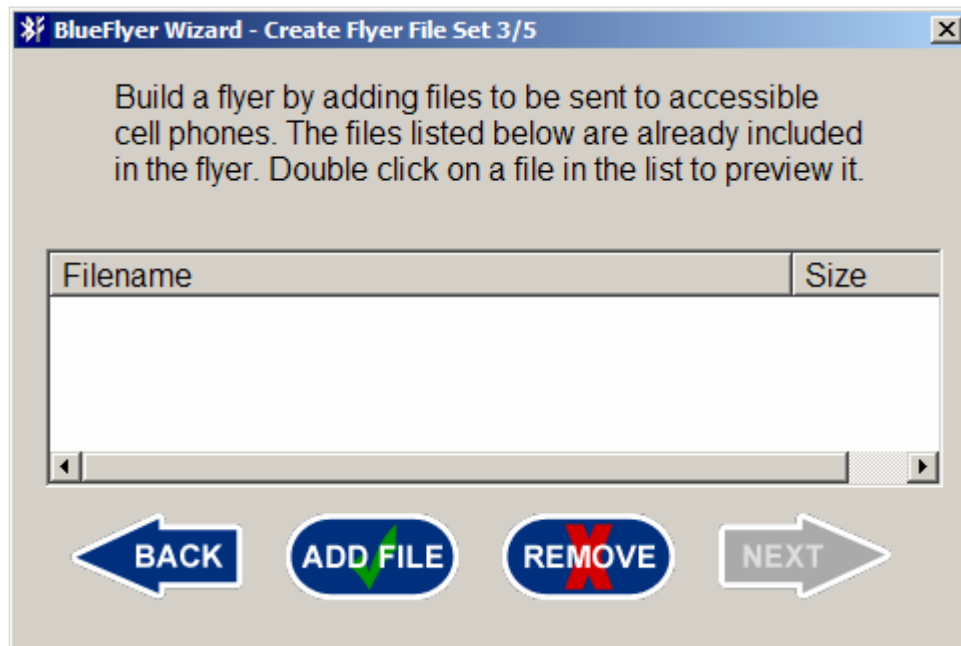 BlueFlyer Wizard - Create Flyer File Set 3/5
Build a flyer by adding files to be sent to accessible
cell phones. The files listed below are already included
in the flyer. Double click on a file in the list to preview it.
Filename Size
BACK ADD FILE REMOVE NEXT